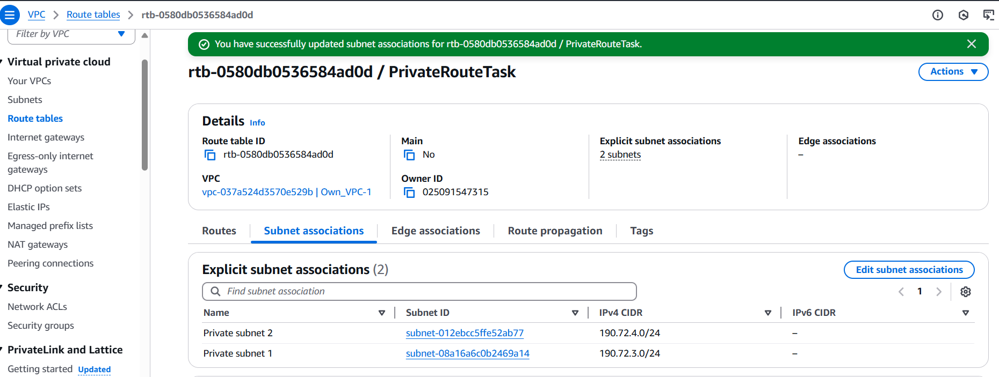 VPC > Route tables > rtb-0580db0536584ad0d
Filter by VPC
Virtual private cloud
Your VPCs
Subnets
Route tables
Internet gateways
Egress-only internet
gateways
DHCP option sets
Elastic IPs
Managed prefix lists
NAT gateways
Peering connections
Security
Network ACLs
Security groups
PrivateLink and Lattice
Getting started Updated
You have successfully updated subnet associations for rtb-0580db0536584ad0d / PrivateRouteTask.
rtb-0580db0536584ad0d / PrivateRouteTask
Actions
Details Info
Route table ID
rtb-0580db0536584ad0d
Main
No
Explicit subnet associations
2 subnets
Edge associations
–
VPC
vpc-037a524d3570e529b | Own_VPC-1
Owner ID
025091547315
Routes
Subnet associations
Edge associations
Route propagation
Tags
Explicit subnet associations (2)
Edit subnet associations
Find subnet association
1
Name Subnet ID IPv4 CIDR IPv6 CIDR
Private subnet 2 subnet-012ebcc5ffe52ab77 190.72.4.0/24 –
Private subnet 1 subnet-08a16a6c0b2469a14 190.72.3.0/24 –